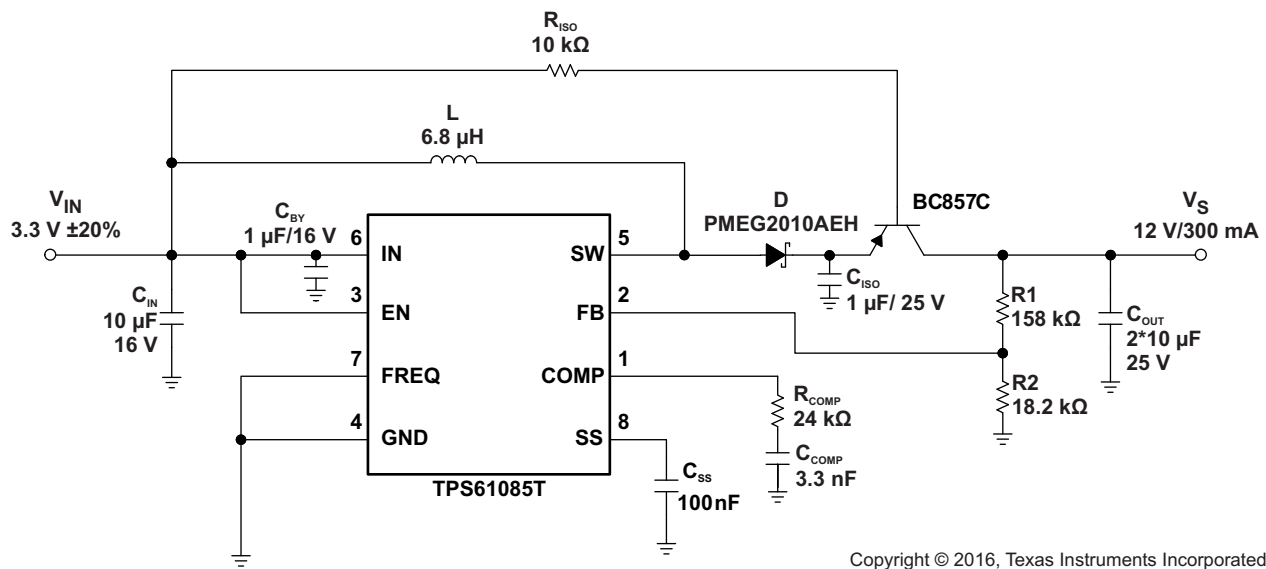 R_ISO
10 kΩ
L
6.8 µH
V_IN
3.3 V ±20%
C_BY
1 µF/16 V
6
IN
SW
5
D
PMEG2010AEH
BC857C
V_S
12 V/300 mA
C_IN
10 µF
16 V
3
EN
FB
2
C_ISO
1 µF/ 25 V
R1
158 kΩ
C_OUT
2*10 µF
25 V
7
FREQ
COMP
1
R_COMP
24 kΩ
R2
18.2 kΩ
4
GND
SS
8
C_COMP
3.3 nF
TPS61085T
C_SS
100nF
Copyright © 2016, Texas Instruments Incorporated